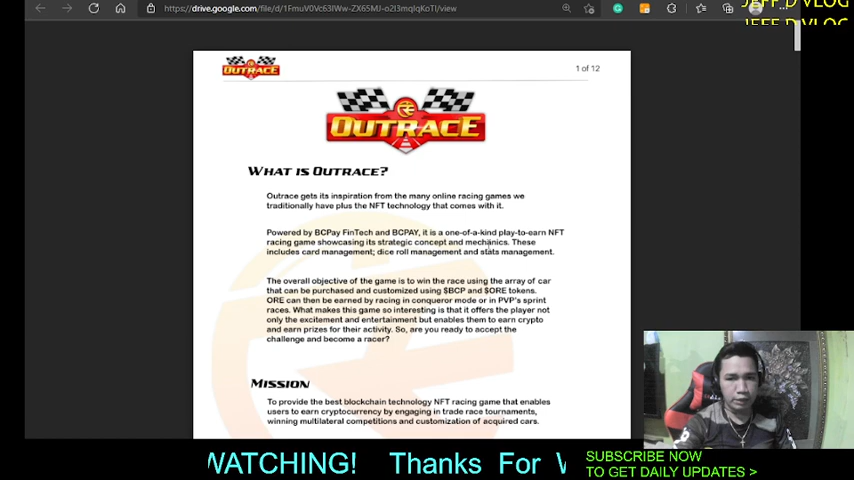 https://drive.google.com/file/d/1FmuV0Vc63IWw-ZX65MJ-o2I3mqIqKoTI/view
JEFF D VLOG
JEFF D VLOG
OUTRACE
1 of 12
OUTRACE
WHAT IS OUTRACE?
Outrace gets its inspiration from the many online racing games we
traditionally have plus the NFT technology that comes with it.
Powered by BCPay FinTech and BCPAY, it is a one-of-a-kind play-to-earn NFT
racing game showcasing its strategic concept and mechanics. These
includes card management; dice roll management and stats management.
The overall objective of the game is to win the race using the array of car
that can be purchased and customized using $BCP and $ORE tokens.
ORE can then be earned by racing in conqueror mode or in PVP's sprint
races. What makes this game so interesting is that it offers the player not
only the excitement and entertainment but enables them to earn crypto
and earn prizes for their activity. So, are you ready to accept the
challenge and become a racer?
MISSION
To provide the best blockchain technology NFT racing game that enables
users to earn cryptocurrency by engaging in trade race tournaments,
winning multilateral competitions and customization of acquired cars.
WATCHING! Thanks For W
SUBSCRIBE NOW
TO GET DAILY UPDATES >